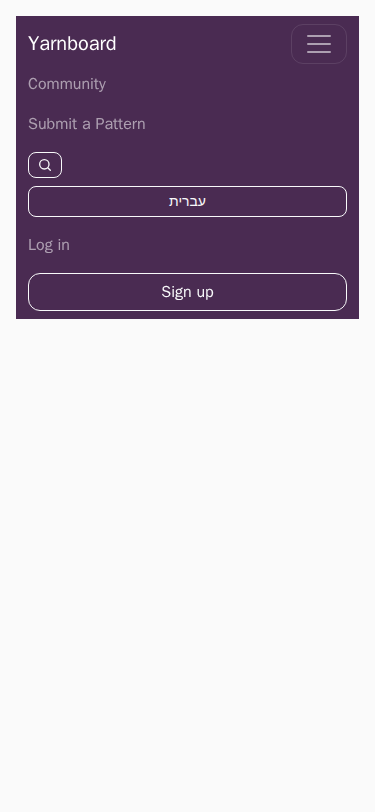 Yarnboard
Community
Submit a Pattern
עברית
Log in
Sign up